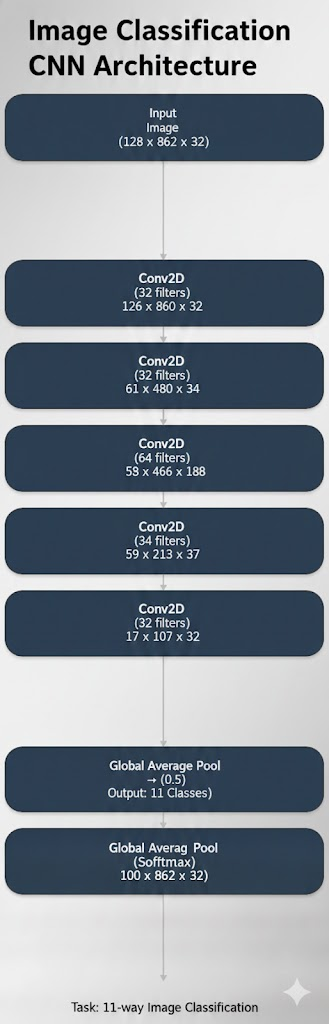 Image Classification
CNN Architecture
Input
Image
(128 x 862 x 32)
Conv2D
(32 filters)
126 x 860 x 32
Conv2D
(32 filters)
61 x 480 x 34
Conv2D
(64 filters)
58 x 466 x 188
Conv2D
(34 filters)
59 x 213 x 37
Conv2D
(32 filters)
17 x 107 x 32
Global Average Pool
→ (0.5)
Output: 11 Classes)
Global Averag Pool
(Sofftmax)
100 x 862 x 32)
Task: 11-way Image Classification